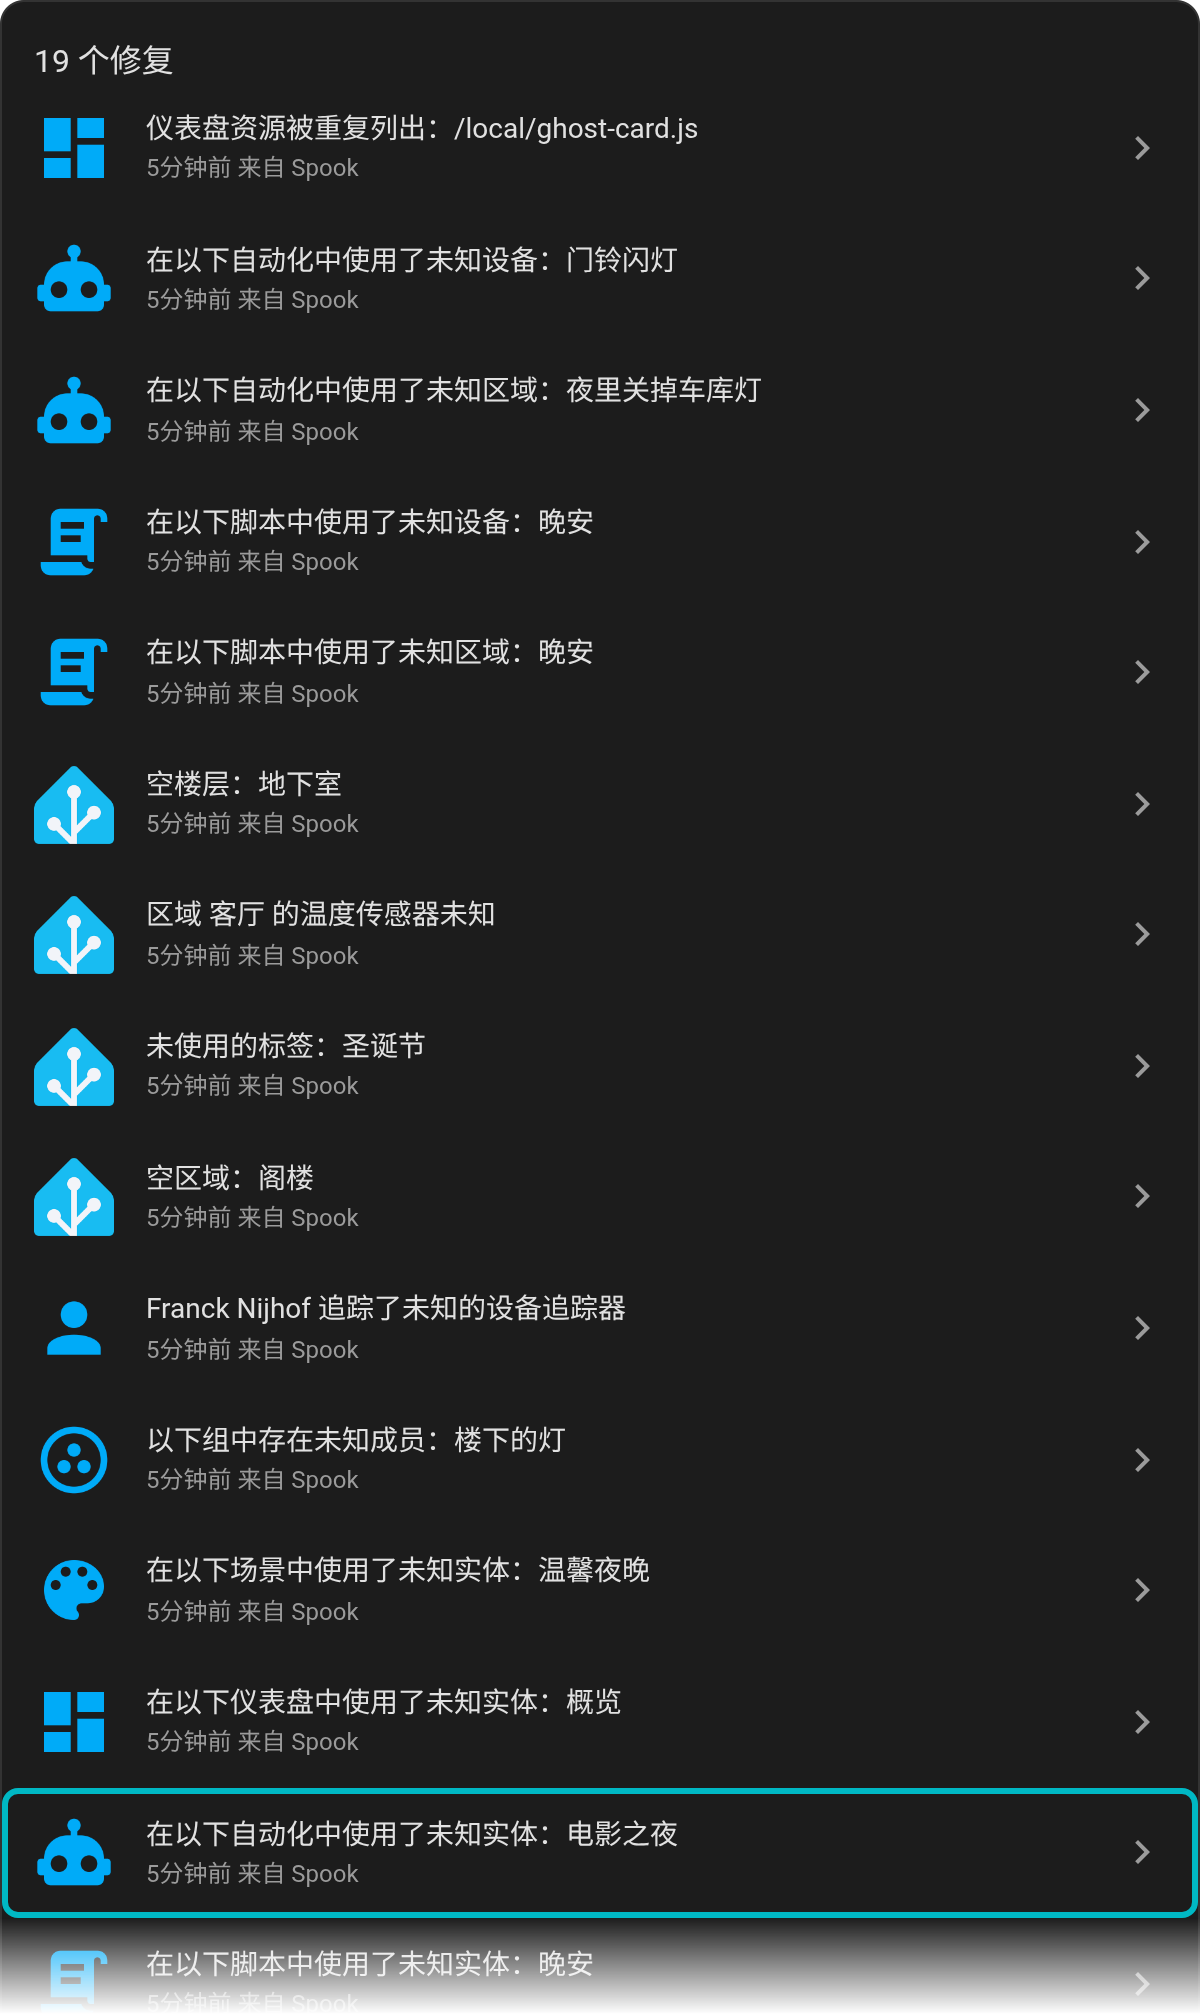 19 个修复
仪表盘资源被重复列出：/local/ghost-card.js
5分钟前 来自 Spook
在以下自动化中使用了未知设备：门铃闪灯
5分钟前 来自 Spook
在以下自动化中使用了未知区域：夜里关掉车库灯
5分钟前 来自 Spook
在以下脚本中使用了未知设备：晚安
5分钟前 来自 Spook
在以下脚本中使用了未知区域：晚安
5分钟前 来自 Spook
空楼层：地下室
5分钟前 来自 Spook
区域 客厅 的温度传感器未知
5分钟前 来自 Spook
未使用的标签：圣诞节
5分钟前 来自 Spook
空区域：阁楼
5分钟前 来自 Spook
Franck Nijhof 追踪了未知的设备追踪器
5分钟前 来自 Spook
以下组中存在未知成员：楼下的灯
5分钟前 来自 Spook
在以下场景中使用了未知实体：温馨夜晚
5分钟前 来自 Spook
在以下仪表盘中使用了未知实体：概览
5分钟前 来自 Spook
在以下自动化中使用了未知实体：电影之夜
5分钟前 来自 Spook
在以下脚本中使用了未知实体：晚安
5分钟前 来自 Spook